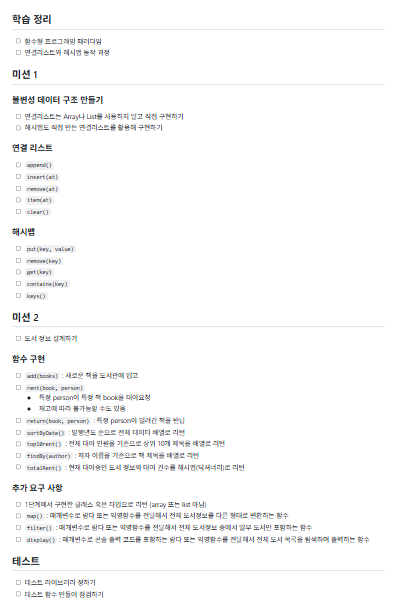 학습 정리
함수형 프로그래밍 패러다임
연결리스트와 해시맵 동작 과정
미션 1
불변성 데이터 구조 만들기
연결리스트는 Array나 List를 사용하지 말고 직접 구현하기
해시맵도 직접 만든 연결리스트를 활용해 구현하기
연결 리스트
append()
insert(at)
remove(at)
item(at)
clear()
해시맵
put(key, value)
remove(key)
get(key)
contains(key)
keys()
미션 2
도서 정보 설계하기
함수 구현
add(books) : 새로운 책을 도서관에 입고
rent(book, person)
특정 person이 특정 책 book을 대여요청
재고에 따라 불가능할 수도 있음
return(book, person) : 특정 person이 빌려간 책을 반납
sortByDate() : 발행년도 순으로 전체 데이터 배열로 리턴
top10rent() : 전체 대여 인원을 기준으로 상위 10개 제목을 배열로 리턴
findBy(author) : 저자 이름을 기준으로 책 제목을 배열로 리턴
totalRent() : 현재 대여중인 도서 정보와 대여 권수를 해시맵(딕셔너리)로 리턴
추가 요구 사항
1단계에서 구현한 클래스 혹은 타입으로 리턴 (array 또는 list 아님)
map() : 매개변수로 람다 또는 익명함수를 전달해서 전체 도서정보를 다른 형태로 변환하는 함수
filter() : 매개변수로 람다 또는 익명함수를 전달해서 전체 도서정보 중에서 일부 도서만 포함하는 함수
display() : 매개변수로 콘솔 출력 코드를 포함하는 람다 또는 익명함수를 전달해서 전체 도서 목록을 탐색하며 출력하는 함수
테스트
테스트 라이브러리 정하기
테스트 함수 만들어 점검하기